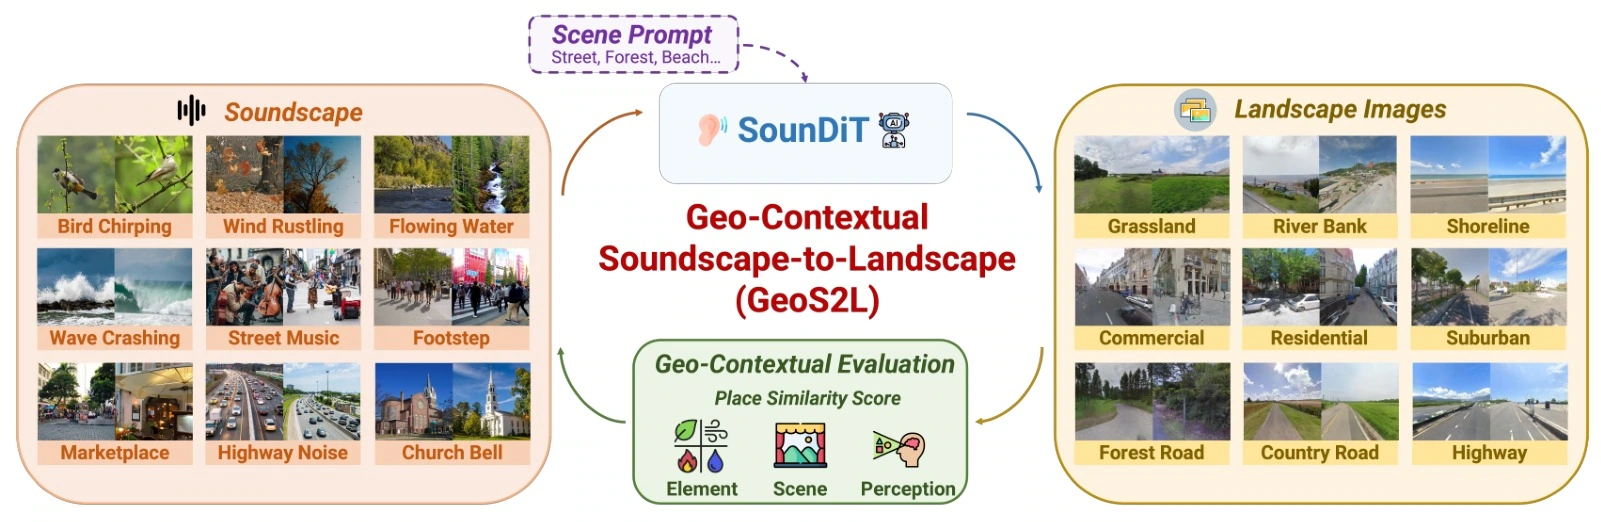 Scene Prompt
Street, Forest, Beach...
Soundscape
Bird Chirping
Wind Rustling
Flowing Water
Wave Crashing
Street Music
Footstep
Marketplace
Highway Noise
Church Bell
SounDiT
AI
Geo-Contextual
Soundscape-to-Landscape
(GeoS2L)
Geo-Contextual Evaluation
Place Similarity Score
Element
Scene
Perception
Landscape Images
Grassland
River Bank
Shoreline
Commercial
Residential
Suburban
Forest Road
Country Road
Highway